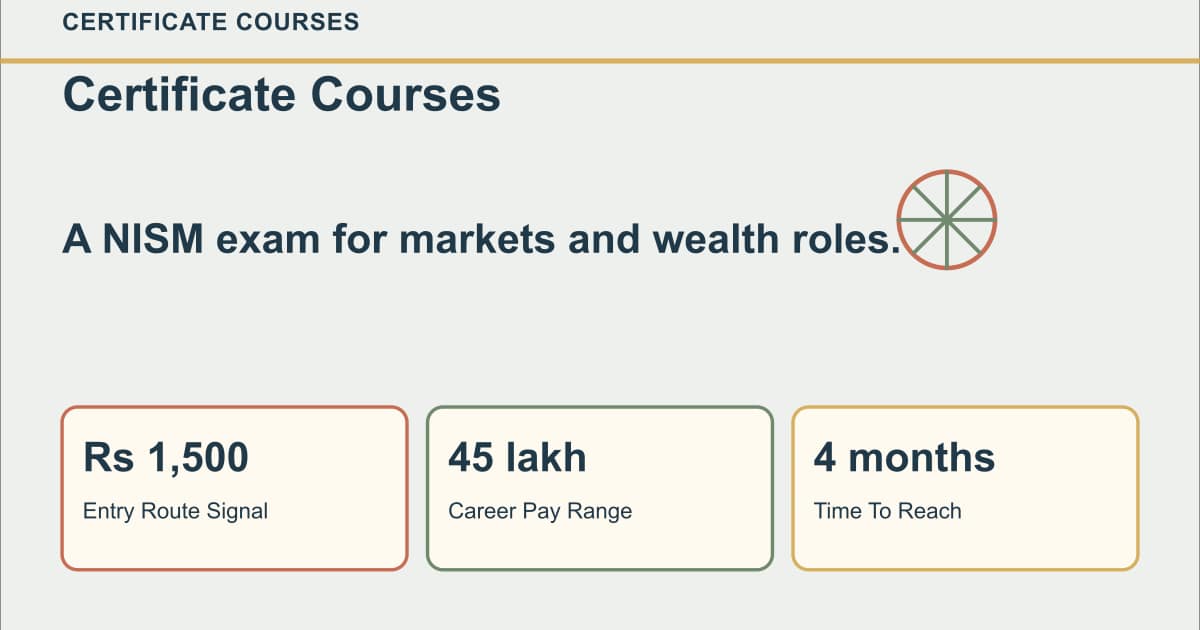 CERTIFICATE COURSES
Certificate Courses
A NISM exam for markets and wealth roles.
Rs 1,500
Entry Route Signal
45 lakh
Career Pay Range
4 months
Time To Reach